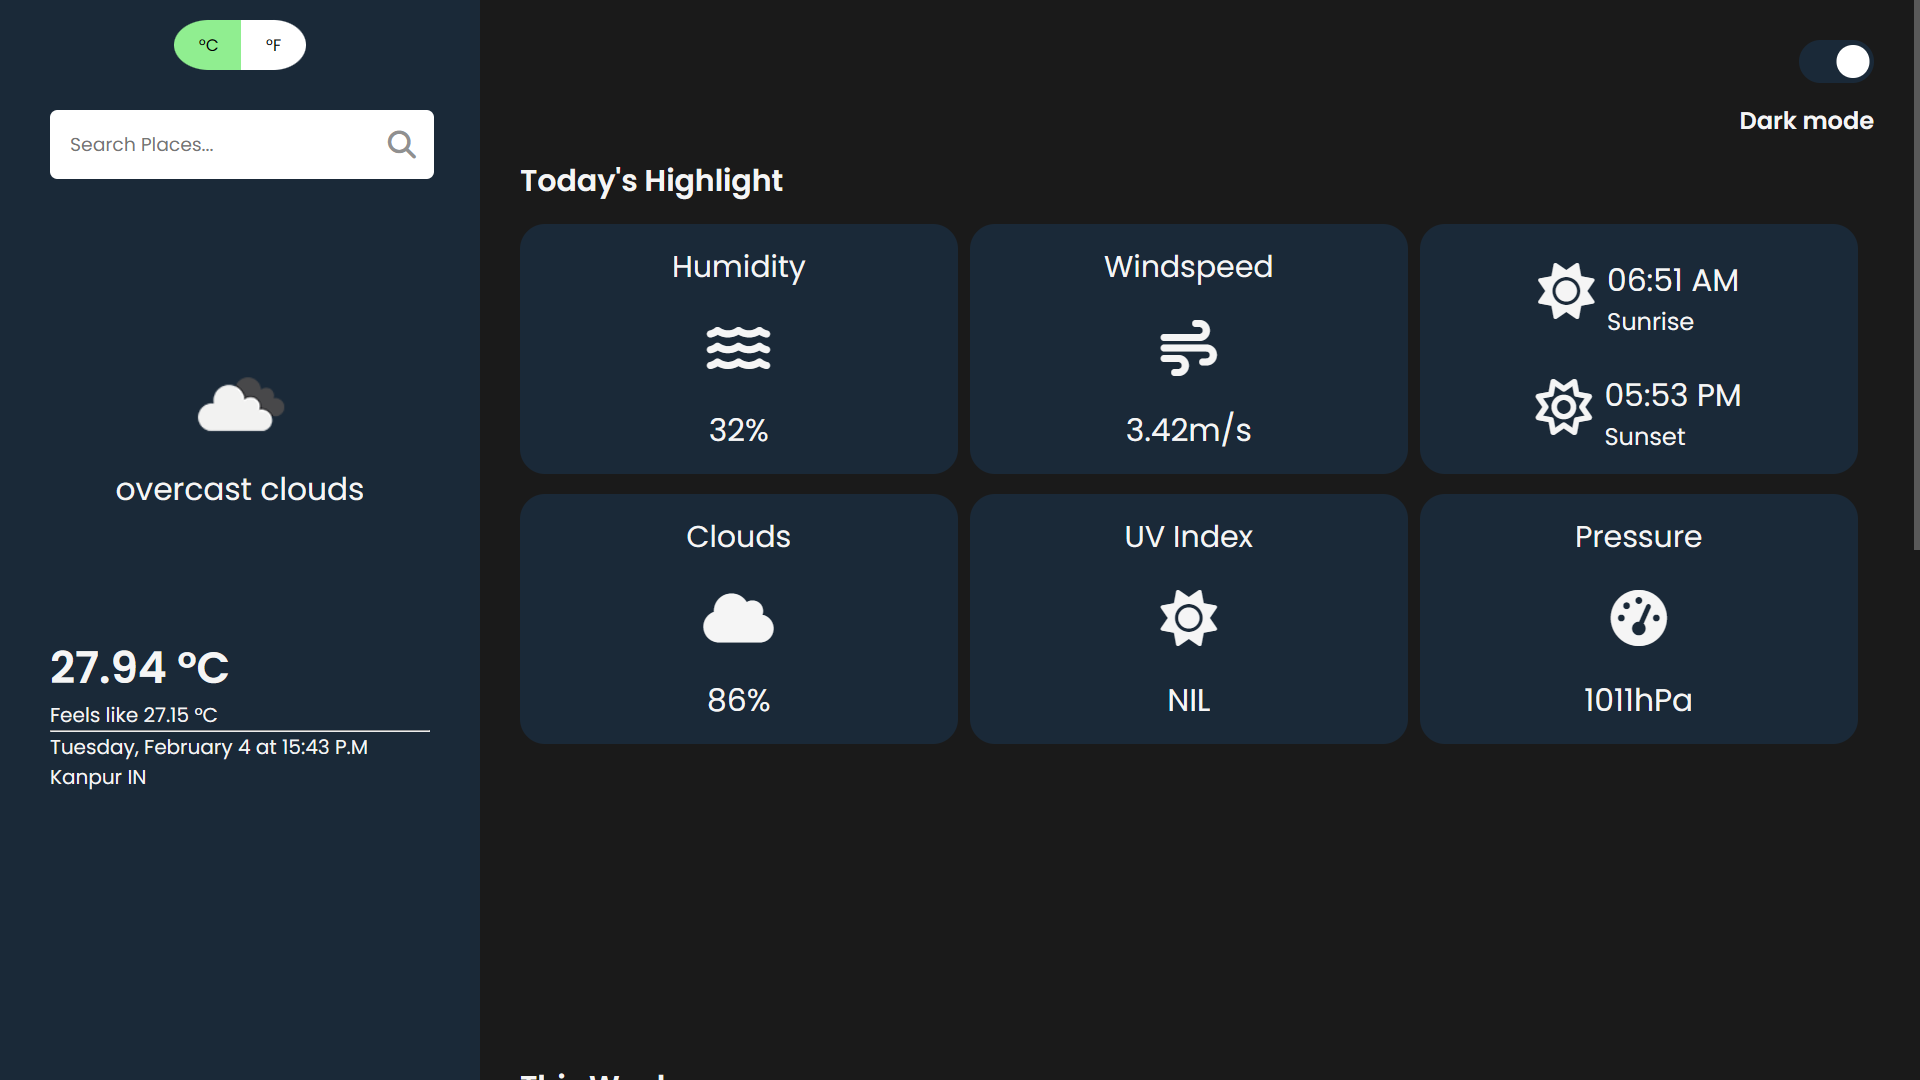 °C
°F
Search Places...
overcast clouds
27.94 °C
Feels like 27.15 °C
Tuesday, February 4 at 15:43 P.M
Kanpur IN
Dark mode
Today's Highlight
Humidity
32%
Windspeed
3.42m/s
06:51 AM
Sunrise
05:53 PM
Sunset
Clouds
86%
UV Index
NIL
Pressure
1011hPa